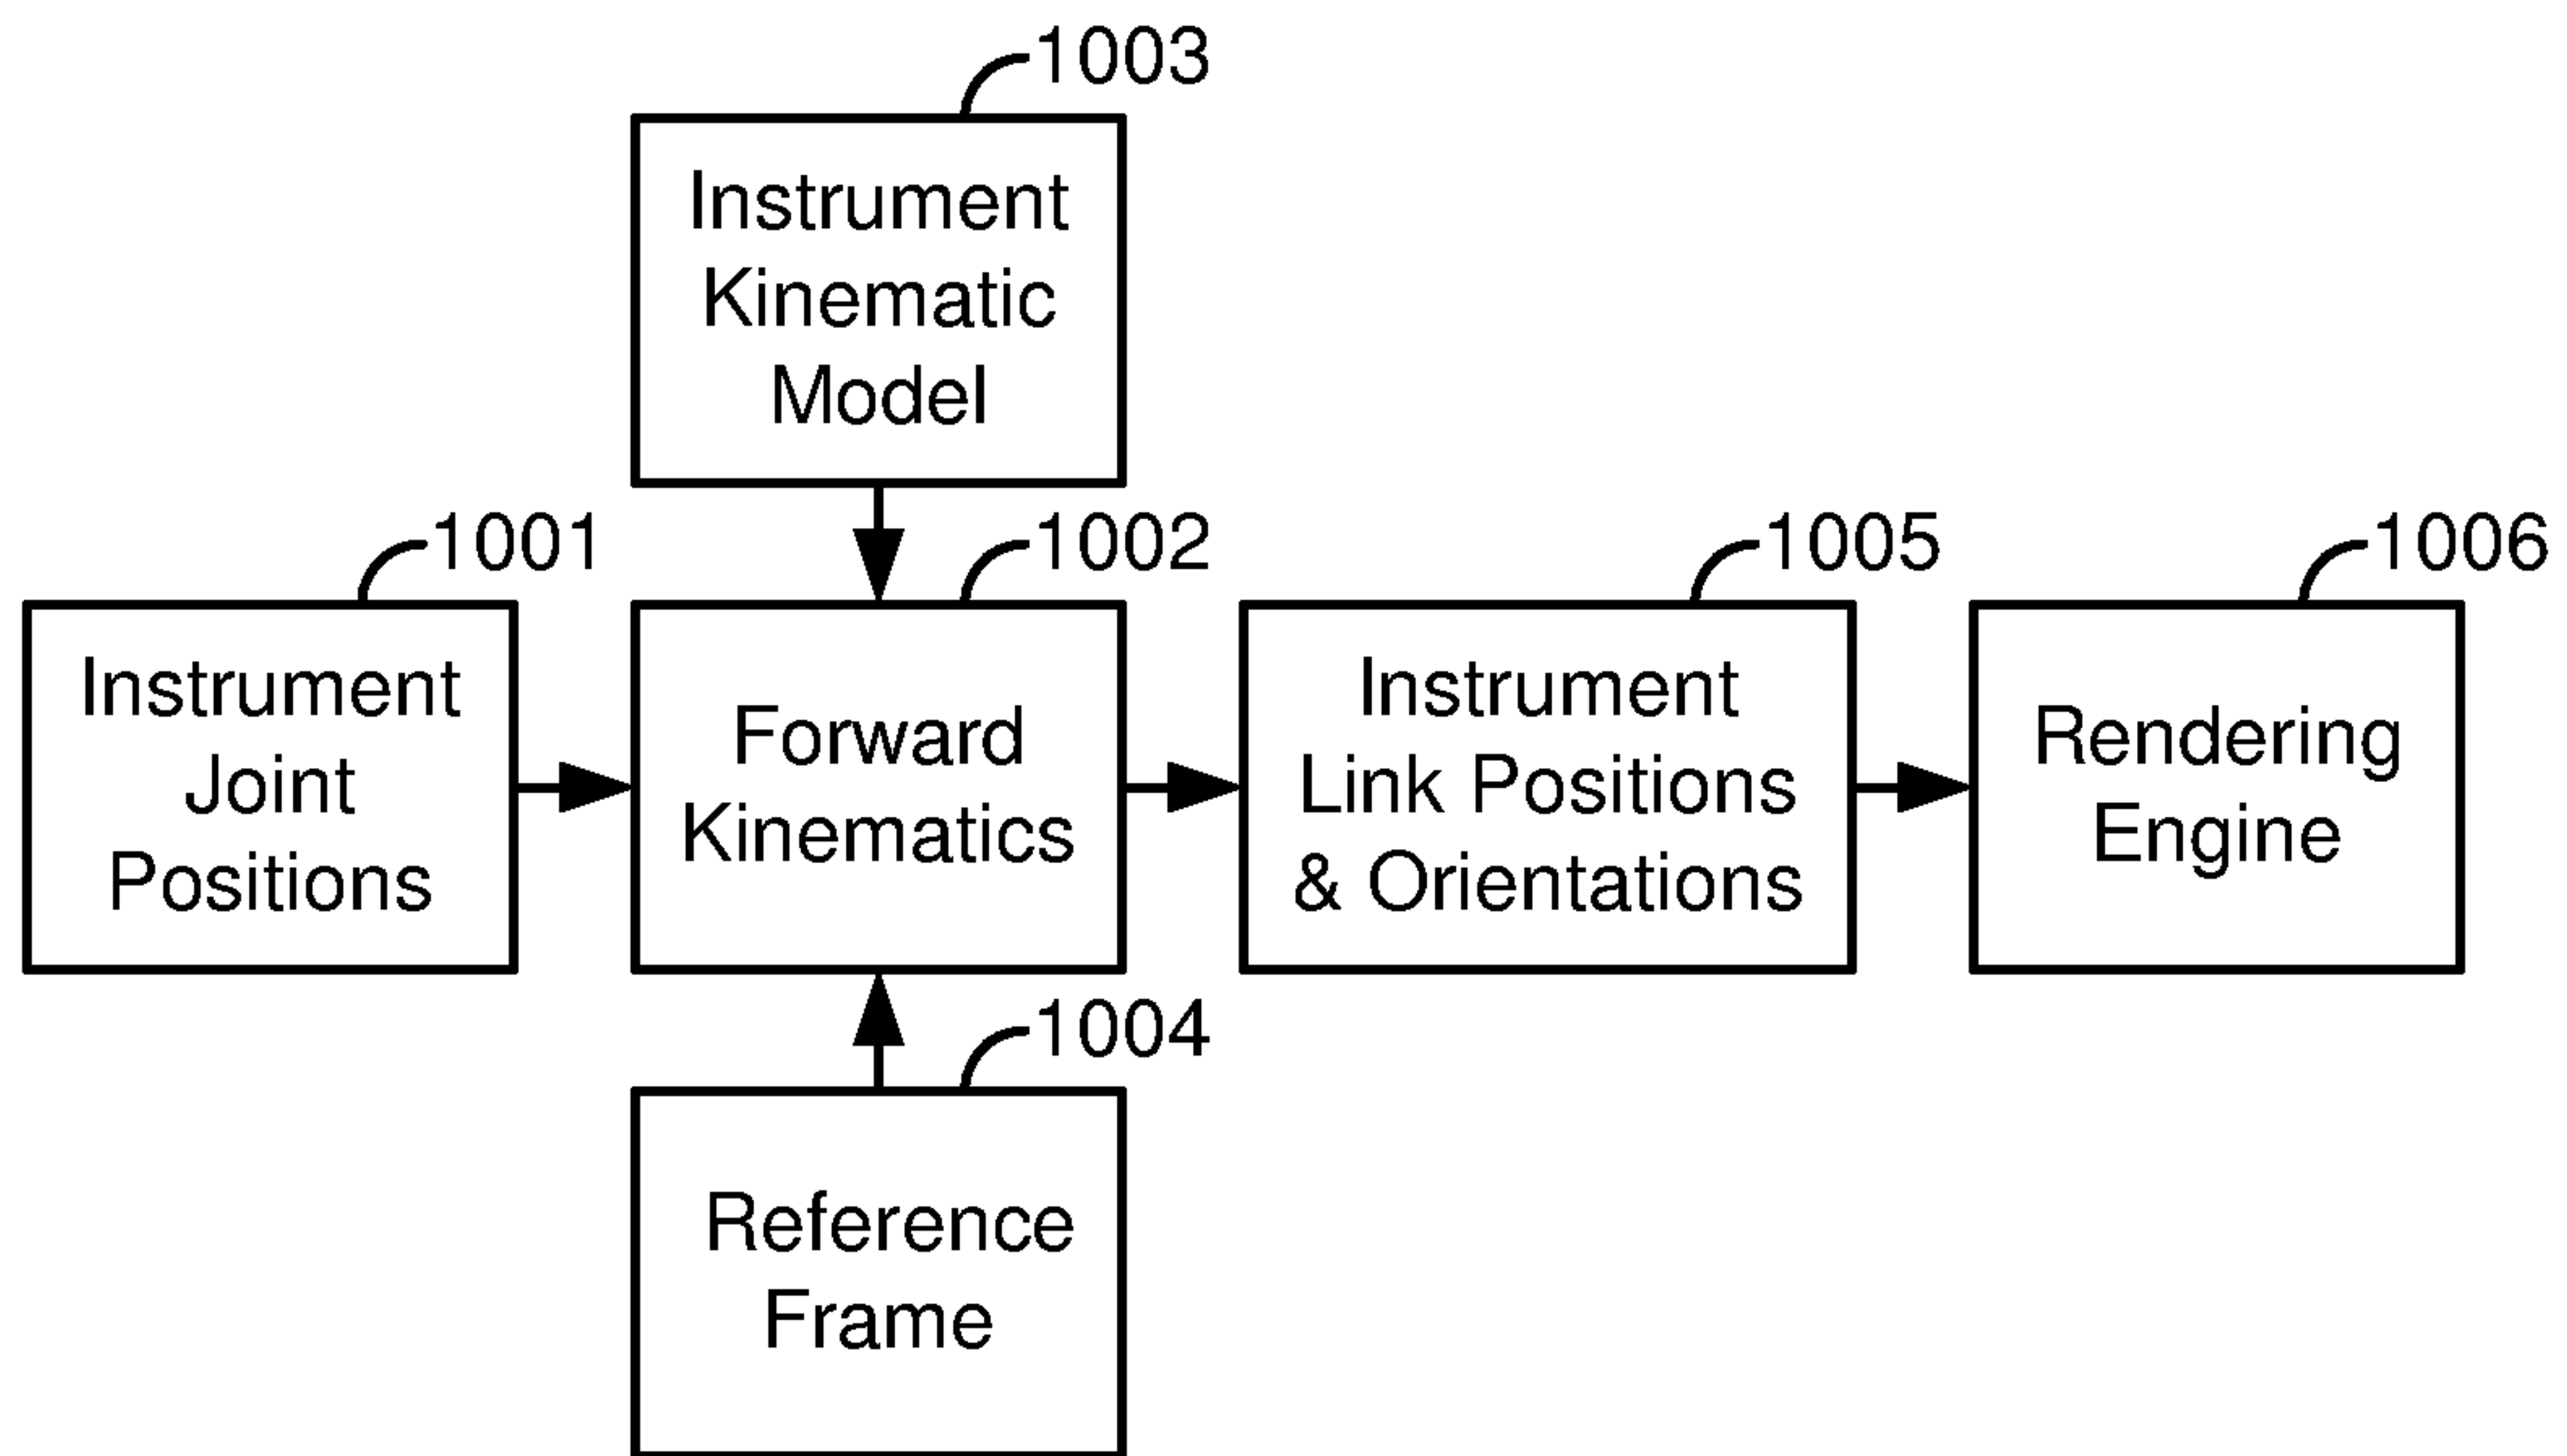 1003
Instrument
Kinematic
Model
1001
1002
1005
1006
Instrument
Joint
Positions
Forward
Kinematics
Instrument
Link Positions
& Orientations
Rendering
Engine
1004
Reference
Frame